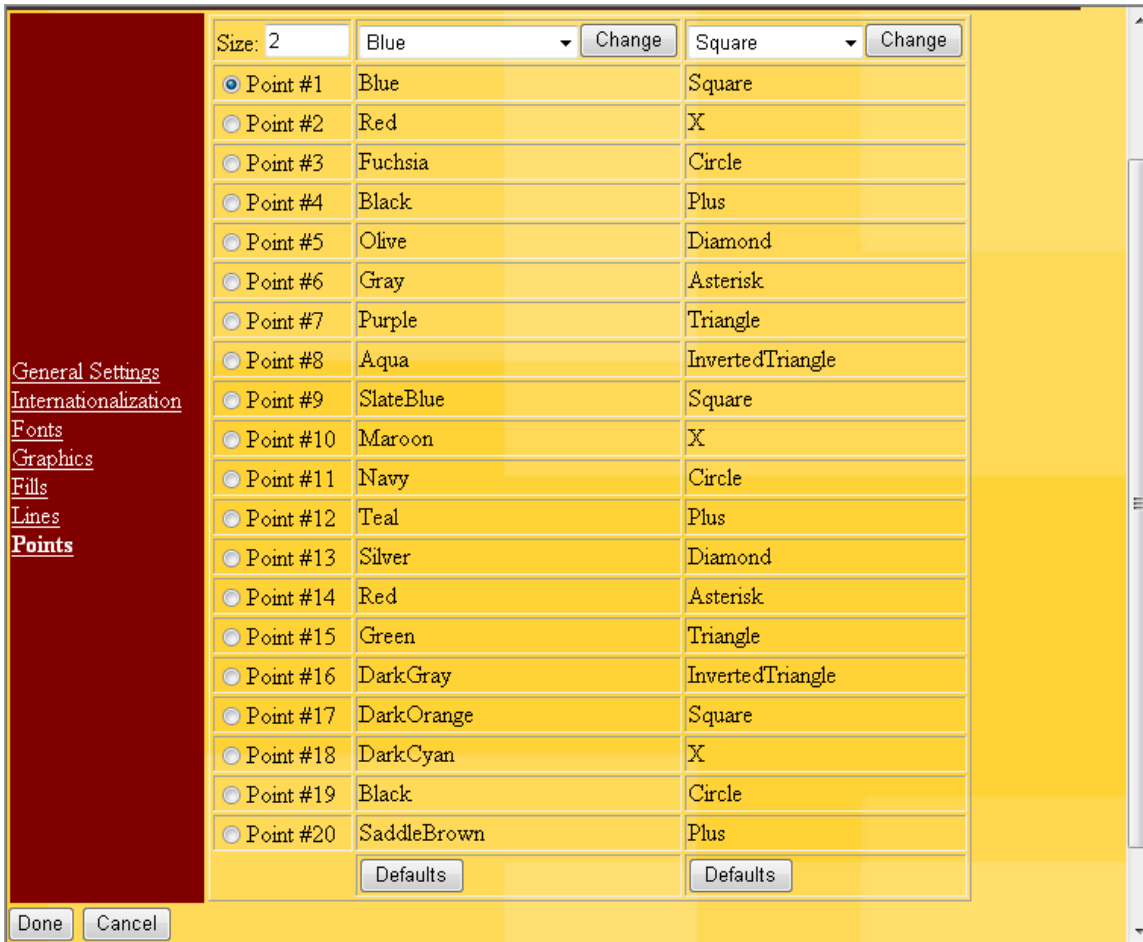 Size: 2 Blue Change Square Change
Point #1 Blue Square
Point #2 Red X
Point #3 Fuchsia Circle
Point #4 Black Plus
Point #5 Olive Diamond
Point #6 Gray Asterisk
Point #7 Purple Triangle
Point #8 Aqua InvertedTriangle
Point #9 SlateBlue Square
Point #10 Maroon X
Point #11 Navy Circle
Point #12 Teal Plus
Point #13 Silver Diamond
Point #14 Red Asterisk
Point #15 Green Triangle
Point #16 DarkGray InvertedTriangle
Point #17 DarkOrange Square
Point #18 DarkCyan X
Point #19 Black Circle
Point #20 SaddleBrown Plus
Defaults Defaults
General Settings
Internationalization
Fonts
Graphics
Fills
Lines
Points
Done Cancel